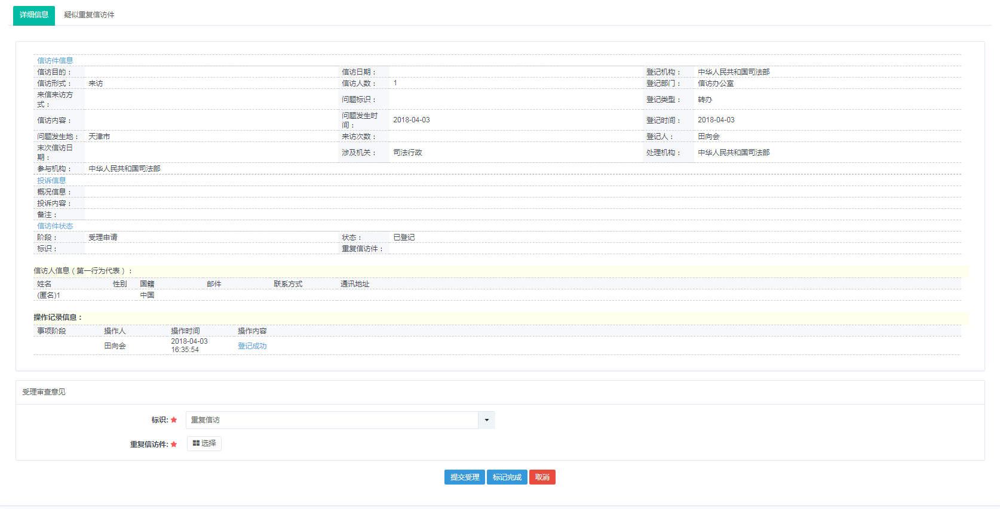 详细信息 疑似重复信访件
信访件信息
信访目的： 信访日期： 登记机构： 中华人民共和国司法部
信访形式： 来访 信访人数： 1 登记部门： 信访办公室
来信来访方
式： 问题标识： 登记类型： 转办
信访内容： 问题发生时
间： 2018-04-03 登记时间： 2018-04-03
问题发生地： 天津市 来访次数： 登记人： 田向会
末次信访日
期： 涉及机关： 司法行政 处理机构： 中华人民共和国司法部
参与机构： 中华人民共和国司法部
投诉信息
概况信息：
投诉内容：
备注：
信访件状态
阶段： 受理申请 状态： 已登记
标识： 重复信访件：
信访人信息（第一行为代表）：
姓名 性别 国籍 邮件 联系方式 通讯地址
(匿名)1 中国
操作记录信息：
事项阶段 操作人 操作时间 操作内容
田向会 2018-04-03
16:35:54 登记成功
受理审查意见
标识: 重复信访
重复信访件: 选择
提交受理 标记完成 取消